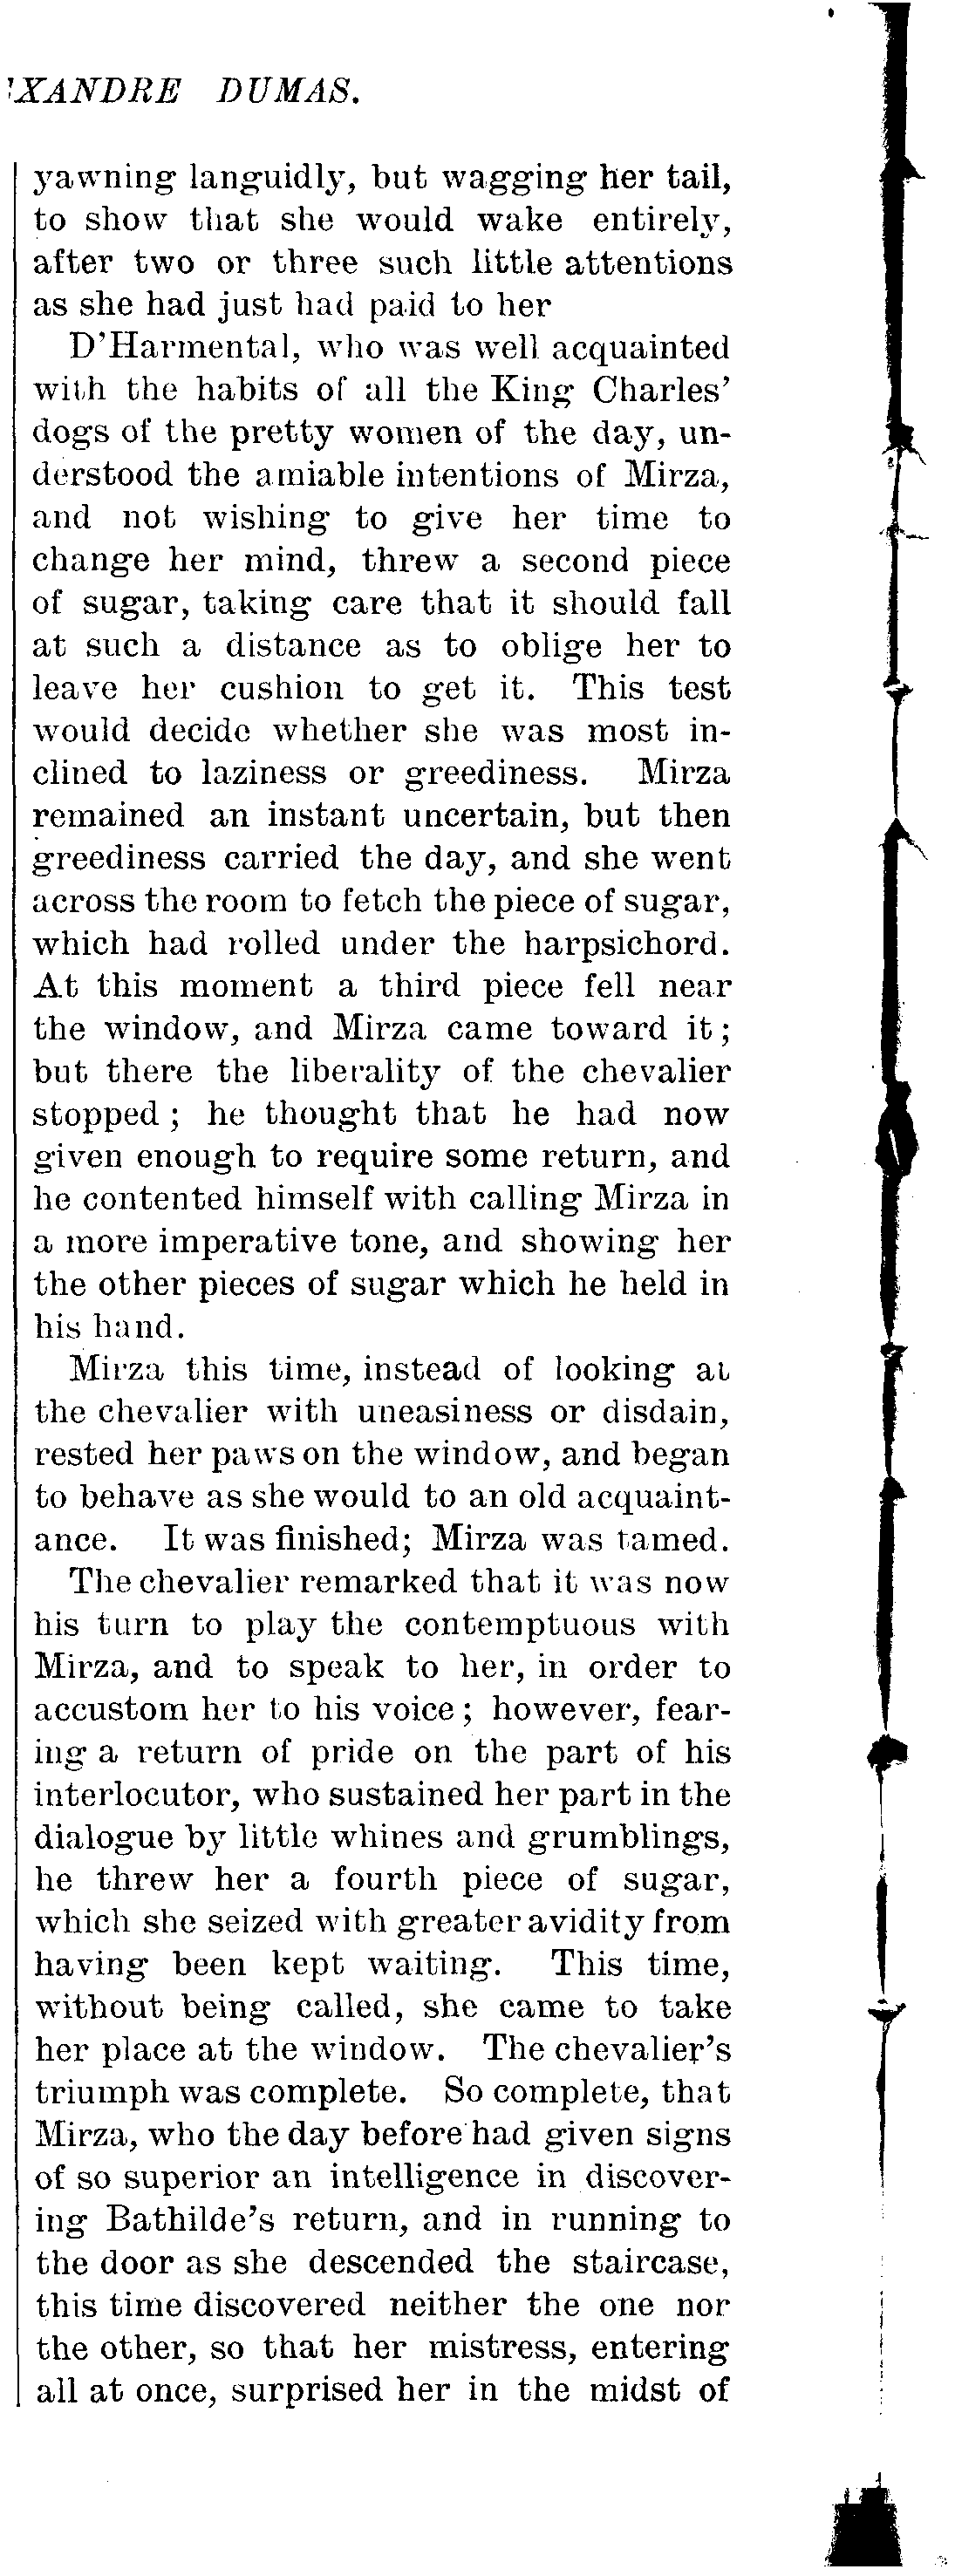 XANDRE DUMAS.
yawning languidly, but wagging her tail,
to show that she would wake entirely,
after two or three such little attentions
as she had just had paid to her
D'Harmental, who was well acquainted
with the habits of all the King Charles'
dogs of the pretty women of the day, un-
derstood the amiable intentions of Mirza,
and not wishing to give her time to
change her mind, threw a second piece
of sugar, taking care that it should fall
at such a distance as to oblige her to
leave her cushion to get it. This test
would decide whether she was most in-
clined to laziness or greediness. Mirza
remained an instant uncertain, but then
greediness carried the day, and she went
across the room to fetch the piece of sugar,
which had rolled under the harpsichord.
At this moment a third piece fell near
the window, and Mirza came toward it;
but there the liberality of the chevalier
stopped; he thought that he had now
given enough to require some return, and
he contented himself with calling Mirza in
a more imperative tone, and showing her
the other pieces of sugar which he held in
his hand.
Mirza this time, instead of looking at
the chevalier with uneasiness or disdain,
rested her paws on the window, and began
to behave as she would to an old acquaint-
ance. It was finished; Mirza was tamed.
The chevalier remarked that it was now
his turn to play the contemptuous with
Mirza, and to speak to her, in order to
accustom her to his voice; however, fear-
ing a return of pride on the part of his
interlocutor, who sustained her part in the
dialogue by little whines and grumblings,
he threw her a fourth piece of sugar,
which she seized with greater avidity from
having been kept waiting. This time,
without being called, she came to take
her place at the window. The chevalier's
triumph was complete. So complete, that
Mirza, who the day before had given signs
of so superior an intelligence in discover-
ing Bathilde's return, and in running to
the door as she descended the staircase,
this time discovered neither the one nor
the other, so that her mistress, entering
all at once, surprised her in the midst of